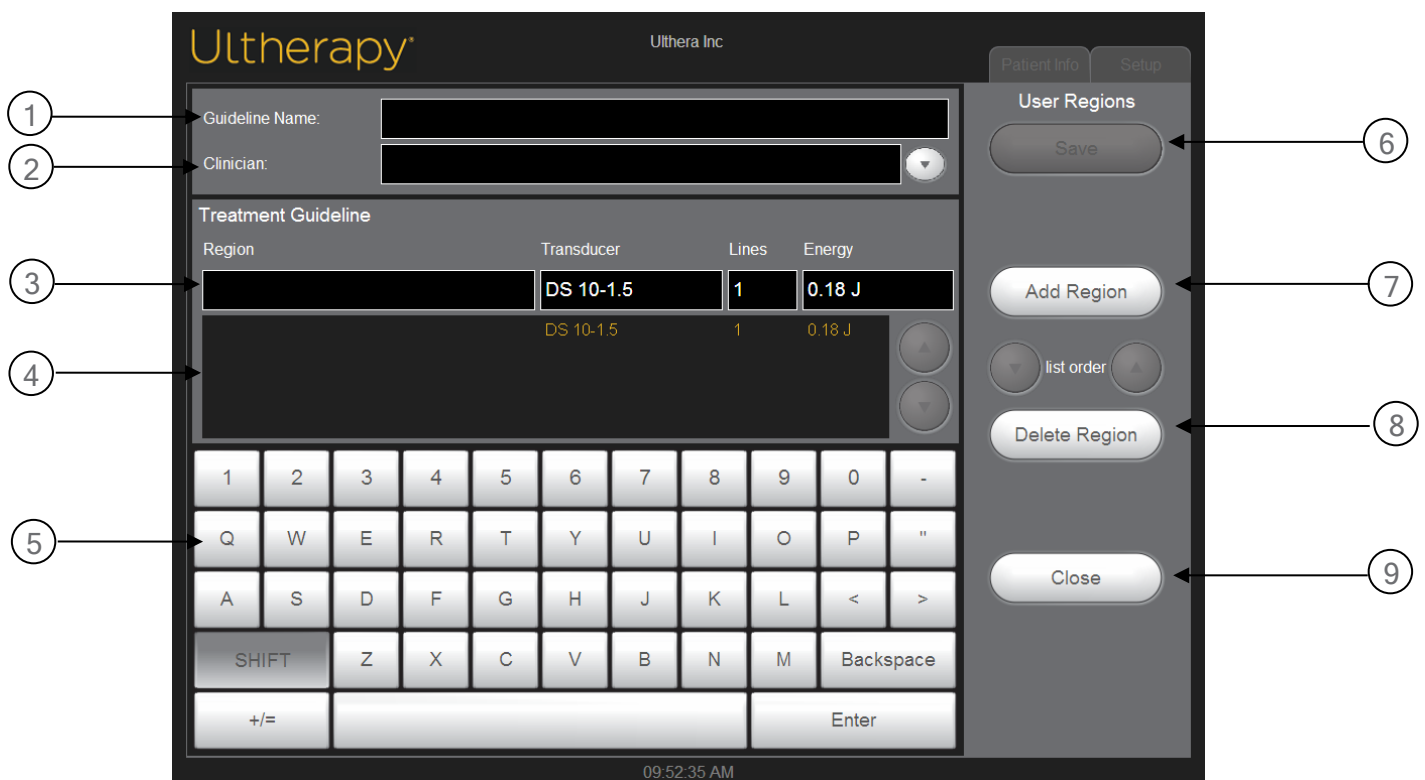 Ultherapy®
Ulthera Inc
Patient Info Setup
1 Guideline Name:
2 Clinician:
User Regions
Save 6
Treatment Guideline
Region Transducer Lines Energy
3 DS 10-1.5 1 0.18 J
Add Region 7
4 DS 10-1.5 1 0.18 J
list order
Delete Region 8
1 2 3 4 5 6 7 8 9 0 -
5 Q W E R T Y U I O P "
A S D F G H J K L < >
Close 9
SHIFT Z X C V B N M Backspace
+/= Enter
09:52:35 AM